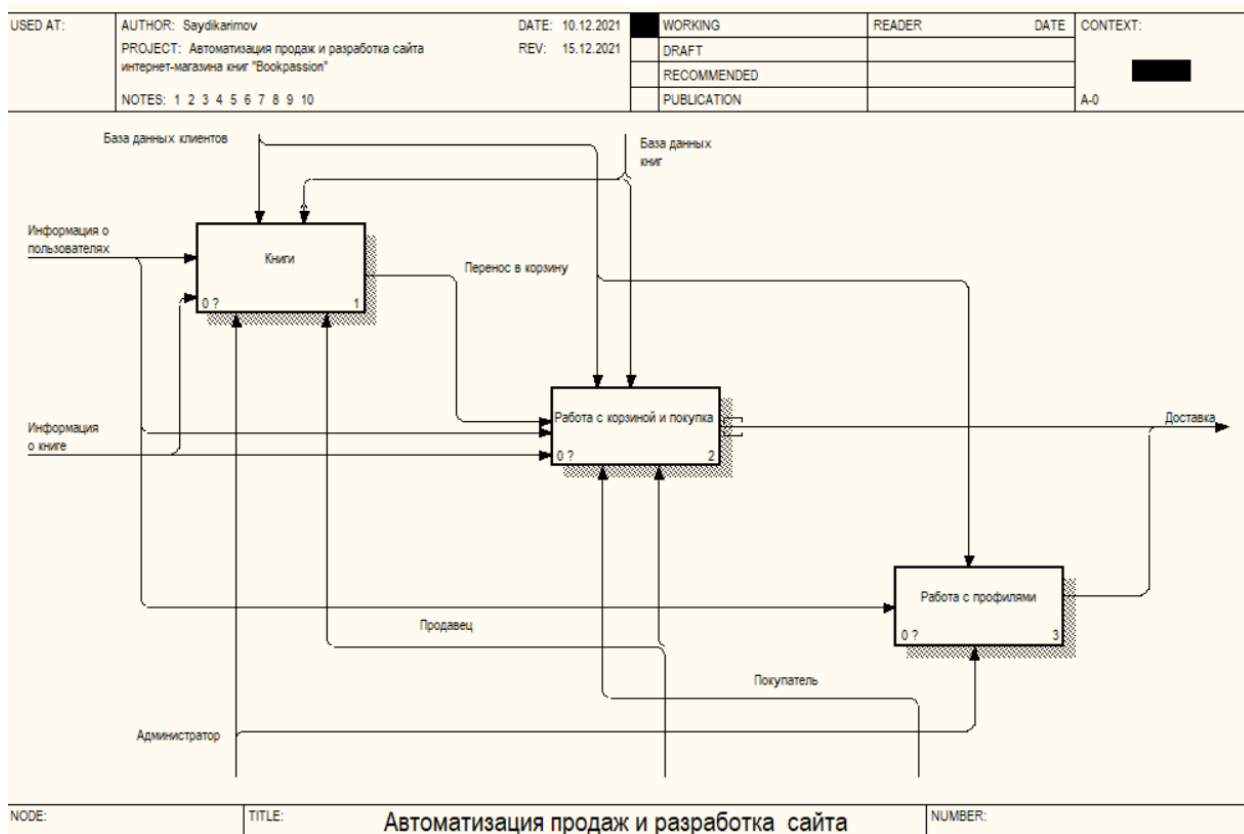 USED AT:
AUTHOR: Saydikarimov
DATE: 10.12.2021
WORKING
READER
DATE
CONTEXT:
PROJECT: Автоматизация продаж и разработка сайта
интернет-магазина книг "Bookpassion"
REV: 15.12.2021
DRAFT
RECOMMENDED
NOTES: 1 2 3 4 5 6 7 8 9 10
PUBLICATION
A-0
База данных клиентов
База данных
книг
Информация о
пользователях
Книги
0 ?
1
Перенос в корзину
Информация
о книге
Работа с корзиной и покупка
0 ?
2
Доставка
Работа с профилями
0 ?
3
Продавец
Покупатель
Администратор
NODE:
TITLE:
Автоматизация продаж и разработка сайта
NUMBER: